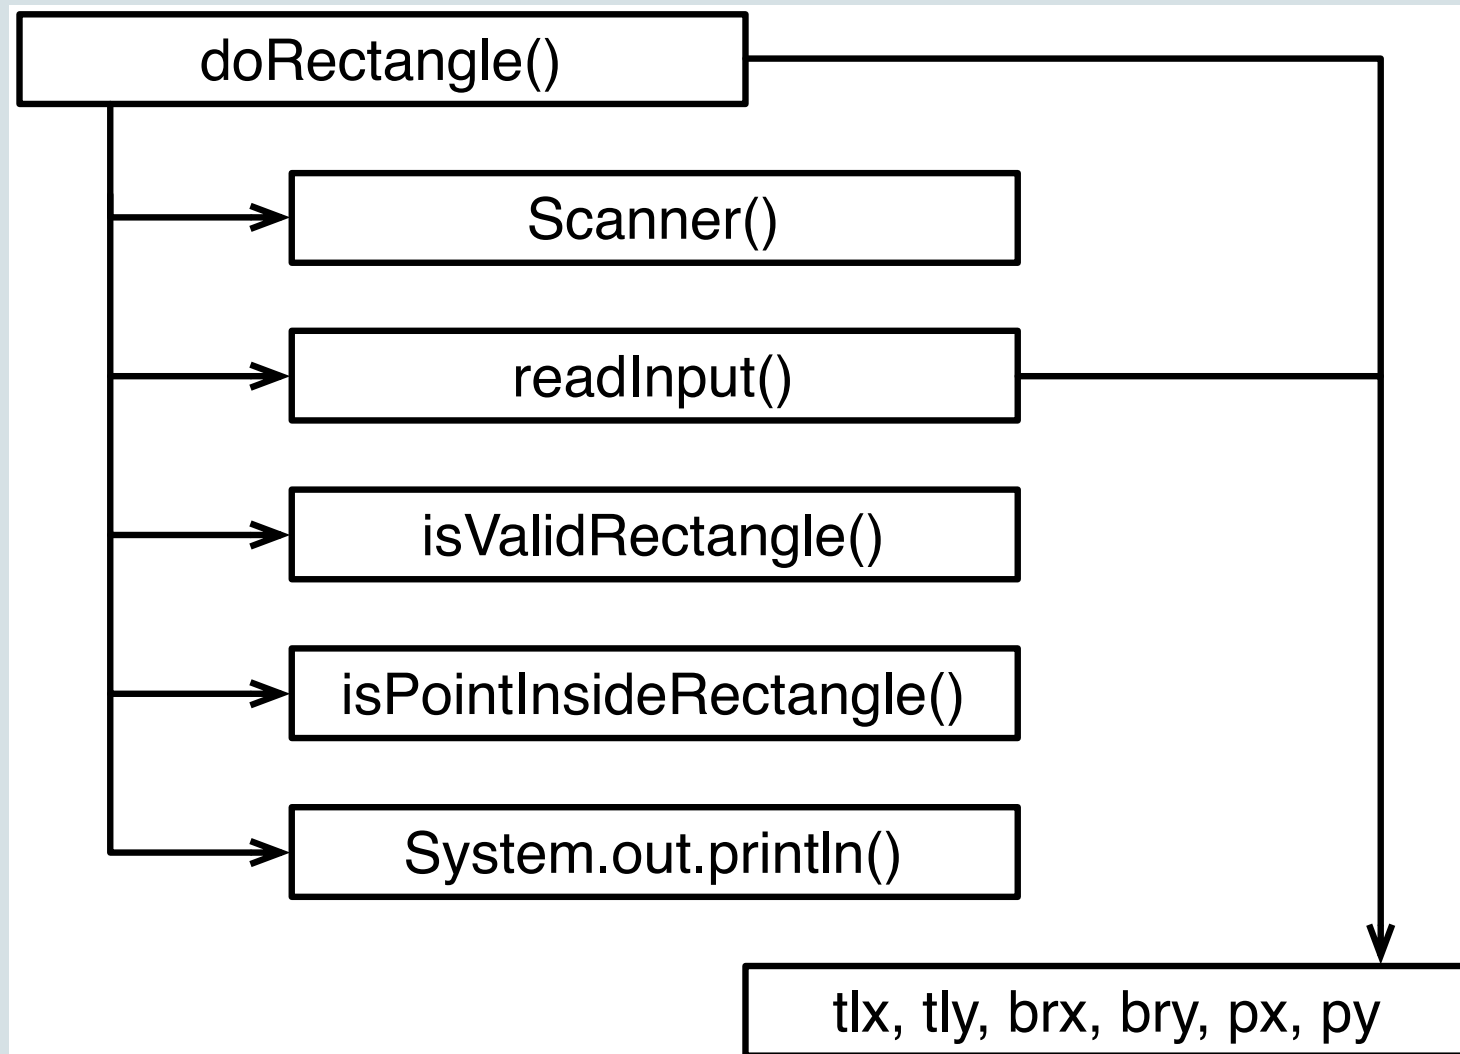 doRectangle()
Scanner()
readInput()
isValidRectangle()
isPointInsideRectangle()
System.out.println()
tlx, tly, brx, bry, px, py